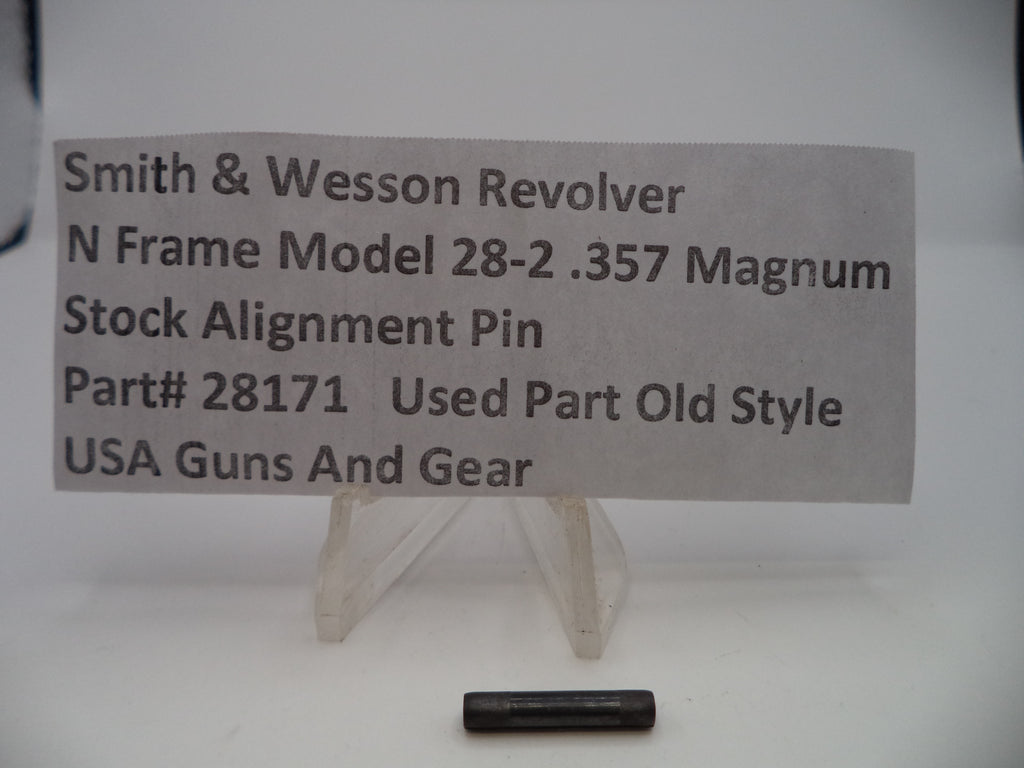 Smith & Wesson Revolver
N Frame Model 28-2 .357 Magnum
Stock Alignment Pin
Part# 28171 Used Part Old Style
USA Guns And Gear